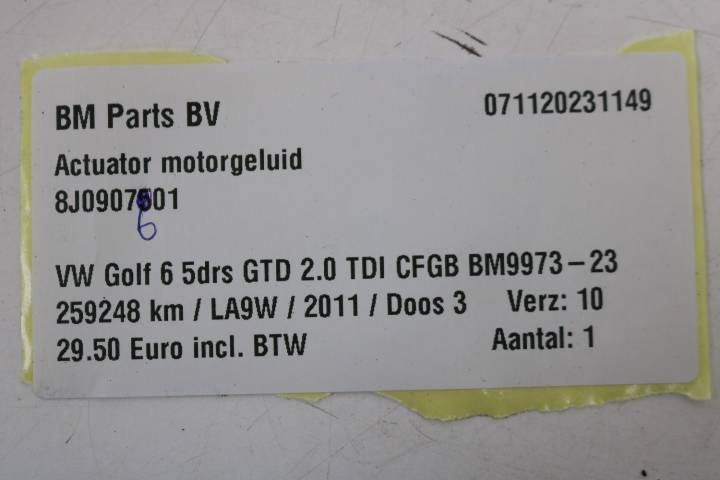 BM Parts BV 071120231149
Actuator motorgeluid
8J0907601
6
VW Golf 6 5drs GTD 2.0 TDI CFGB BM9973-23
259248 km / LA9W / 2011 / Doos 3 Verz: 10
29.50 Euro incl. BTW Aantal: 1